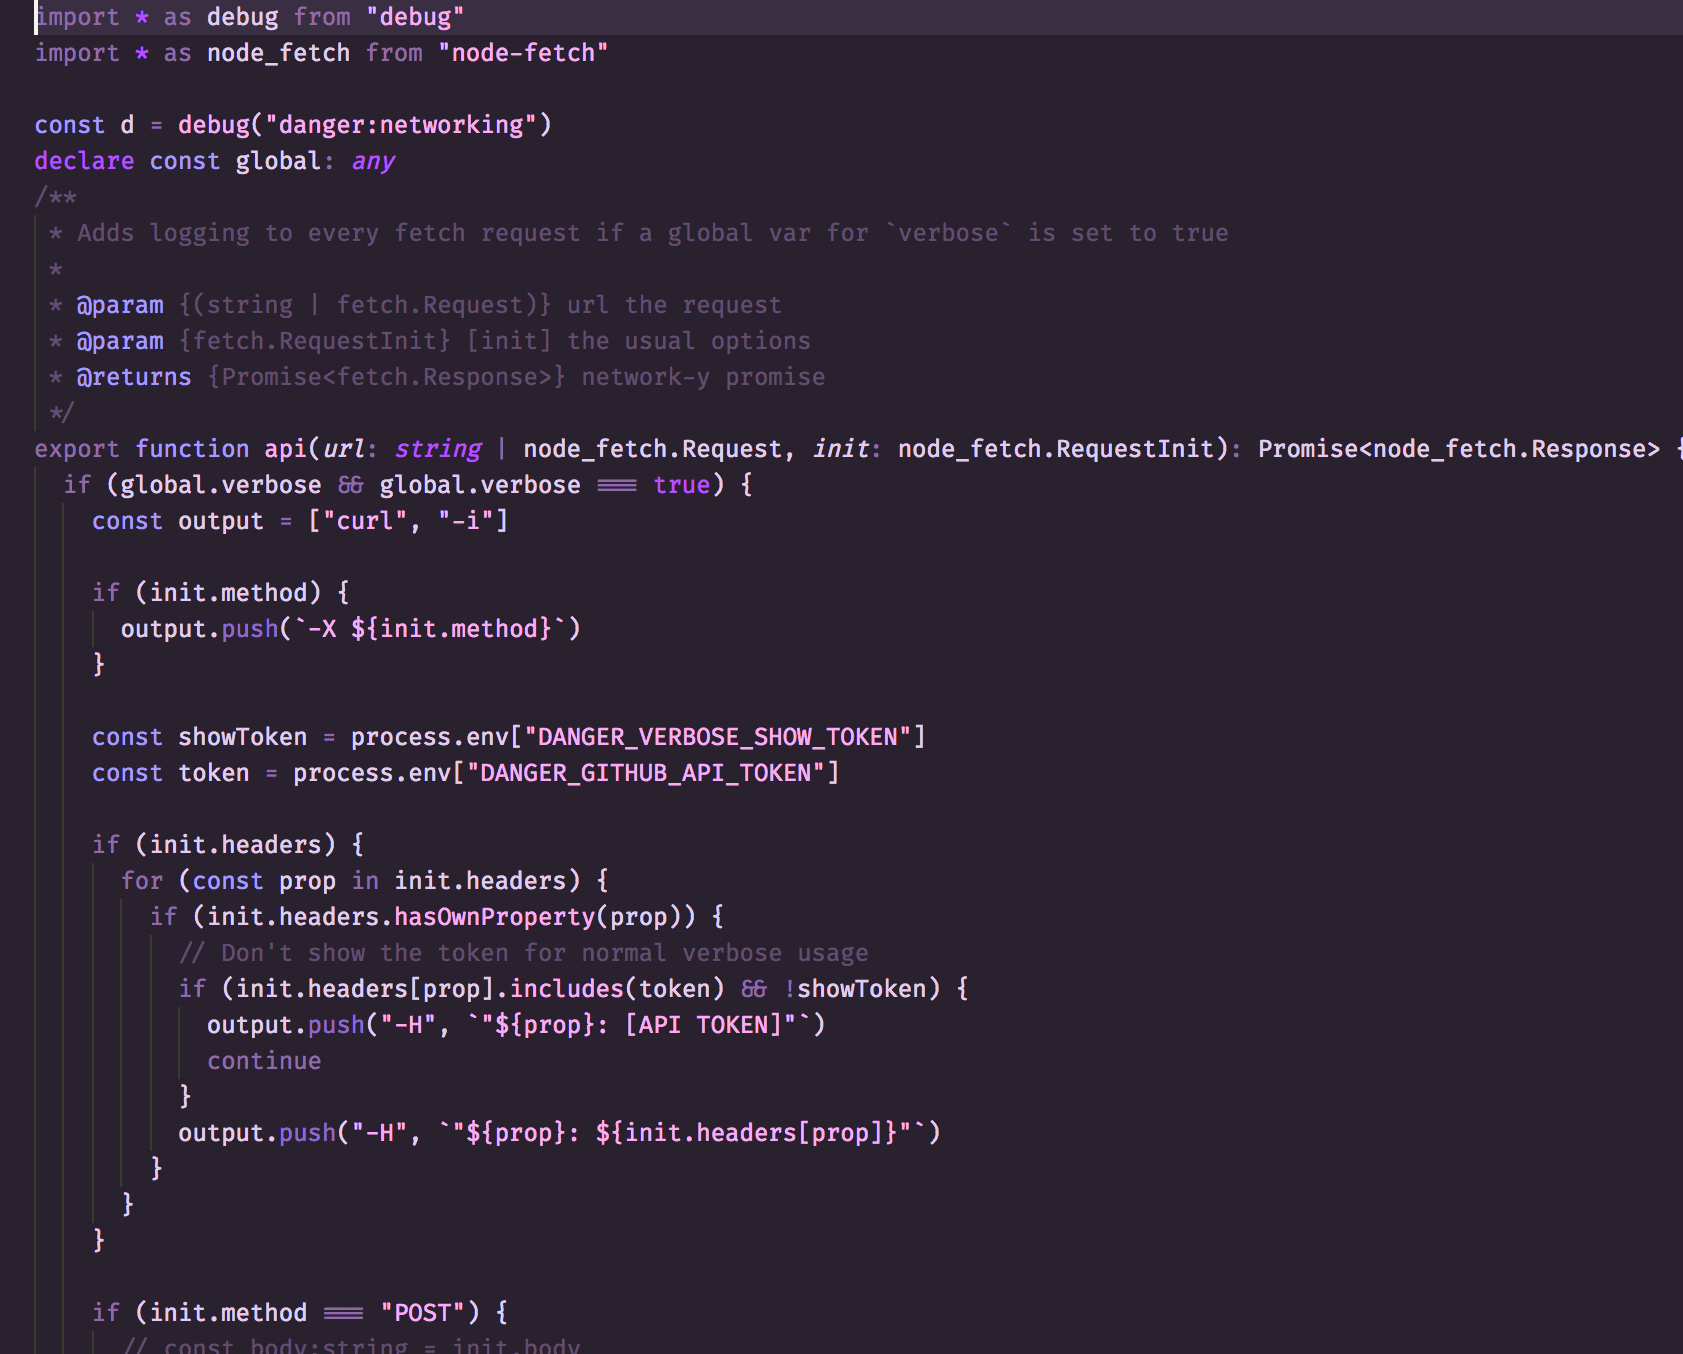 import * as debug from "debug"
import * as node_fetch from "node-fetch"
const d = debug("danger:networking")
declare const global: any
/**
* Adds logging to every fetch request if a global var for `verbose` is set to true
*
* @param {(string | fetch.Request)} url the request
* @param {fetch.RequestInit} [init] the usual options
* @returns {Promise<fetch.Response>} network-y promise
*/
export function api(url: string | node_fetch.Request, init: node_fetch.RequestInit): Promise<node_fetch.Response> {
if (global.verbose && global.verbose === true) {
const output = ["curl", "-i"]
if (init.method) {
output.push(`-X ${init.method}`)
}
const showToken = process.env["DANGER_VERBOSE_SHOW_TOKEN"]
const token = process.env["DANGER_GITHUB_API_TOKEN"]
if (init.headers) {
for (const prop in init.headers) {
if (init.headers.hasOwnProperty(prop)) {
// Don't show the token for normal verbose usage
if (init.headers[prop].includes(token) && !showToken) {
output.push("-H", `"${prop}: [API TOKEN]"`)
continue
}
output.push("-H", `"${prop}: ${init.headers[prop]}"`)
}
}
}
if (init.method === "POST") {
// const body:string = init.body